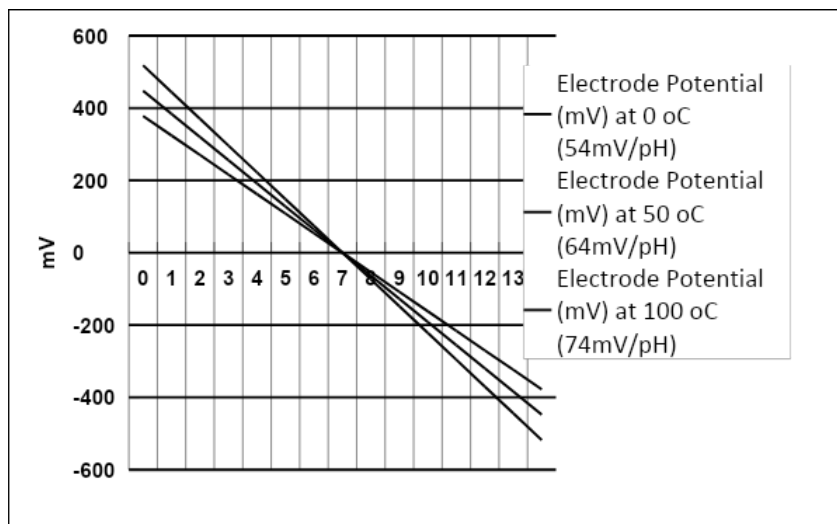 600
400
200
0
-200
-400
-600
mV
0 1 2 3 4 5 6 7 8 9 10 11 12 13
Electrode Potential
(mV) at 0 oC
(54mV/pH)
Electrode Potential
(mV) at 50 oC
(64mV/pH)
Electrode Potential
(mV) at 100 oC
(74mV/pH)